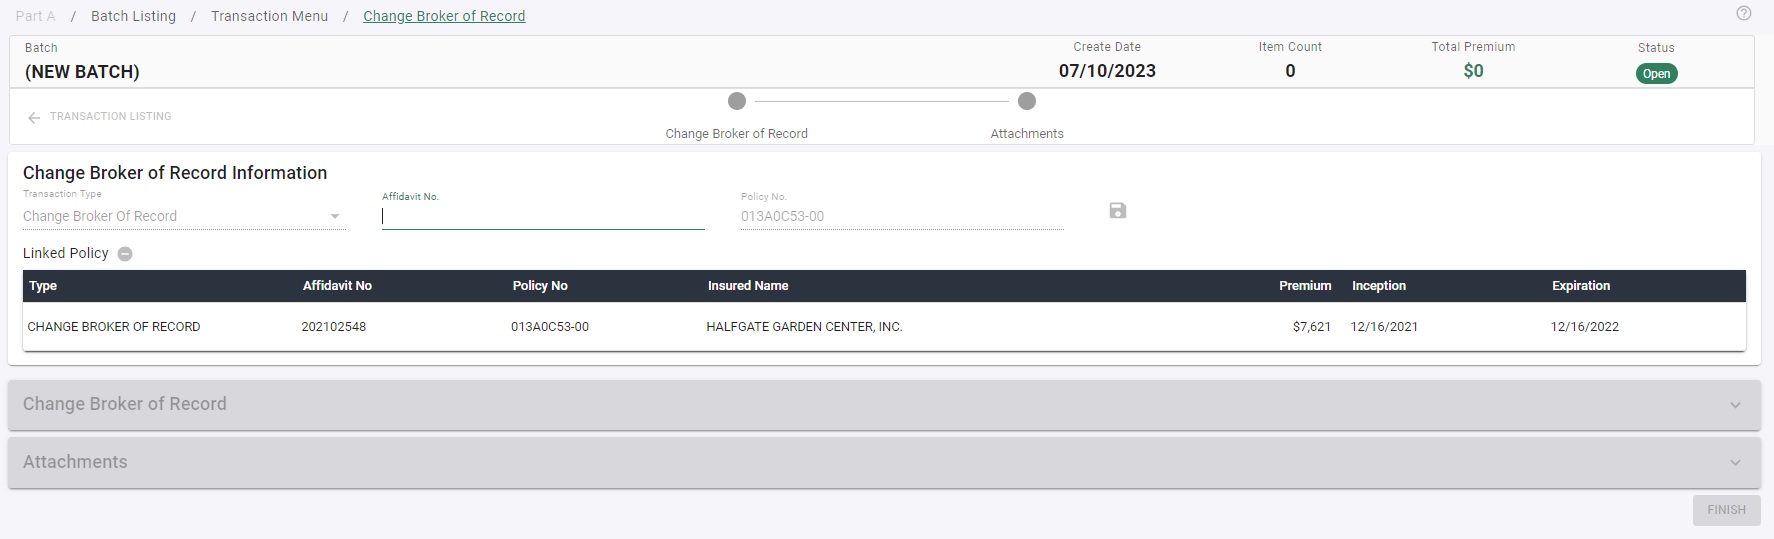 Part A / Batch Listing / Transaction Menu / Change Broker of Record
Batch Create Date Item Count Total Premium Status
(NEW BATCH) 07/10/2023 0 $0 Open
TRANSACTION LISTING
Change Broker of Record Attachments
Change Broker of Record Information
Transaction Type Affidavit No. Policy No.
Change Broker Of Record 013A0C53-00
Linked Policy
Type Affidavit No Policy No Insured Name Premium Inception Expiration
CHANGE BROKER OF RECORD 202102548 013A0C53-00 HALFGATE GARDEN CENTER, INC. $7,621 12/16/2021 12/16/2022
Change Broker of Record
Attachments
FINISH